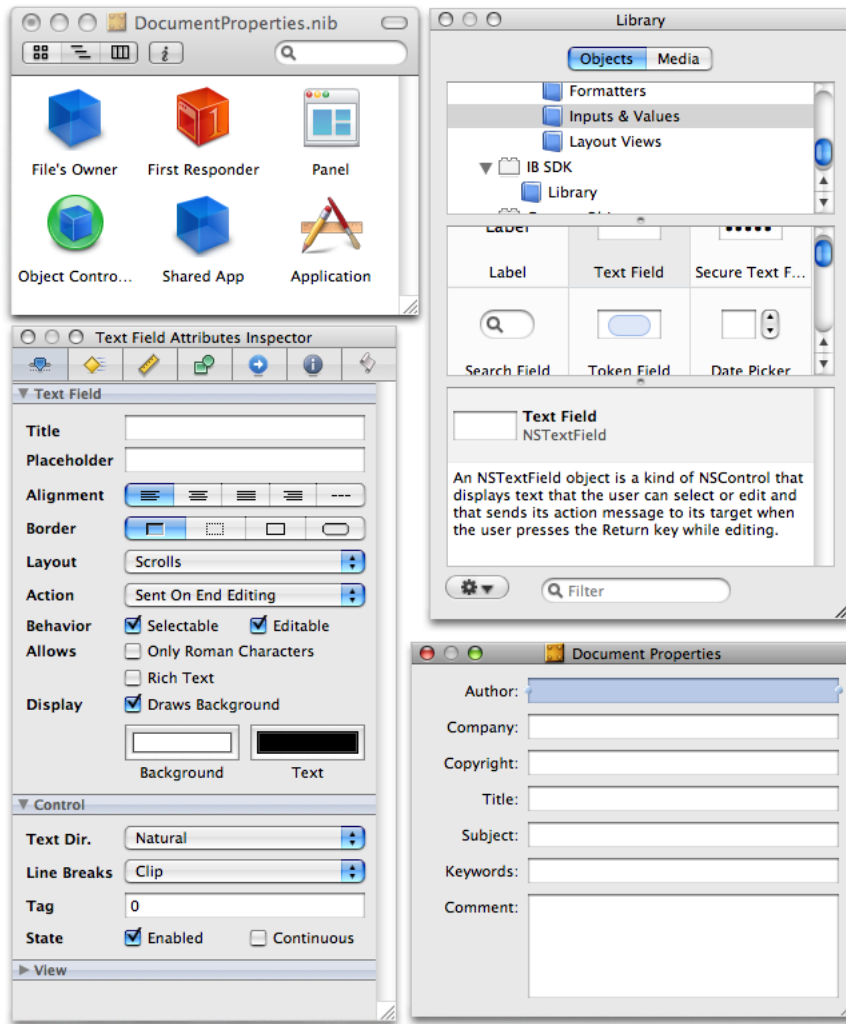 DocumentProperties.nib
File's Owner
First Responder
Panel
Object Contro...
Shared App
Application
Text Field Attributes Inspector
Text Field
Title
Placeholder
Alignment
Border
Layout Scrolls
Action Sent On End Editing
Behavior Selectable Editable
Allows Only Roman Characters
Rich Text
Display Draws Background
Background Text
Control
Text Dir. Natural
Line Breaks Clip
Tag 0
State Enabled Continuous
View
Library
Objects Media
Formatters
Inputs & Values
Layout Views
IB SDK
Library
Label
Label Text Field Secure Text F...
Search Field Token Field Date Picker
Text Field
NSTextField
An NSTextField object is a kind of NSControl that
displays text that the user can select or edit and
that sends its action message to its target when
the user presses the Return key while editing.
Filter
Document Properties
Author:
Company:
Copyright:
Title:
Subject:
Keywords:
Comment: